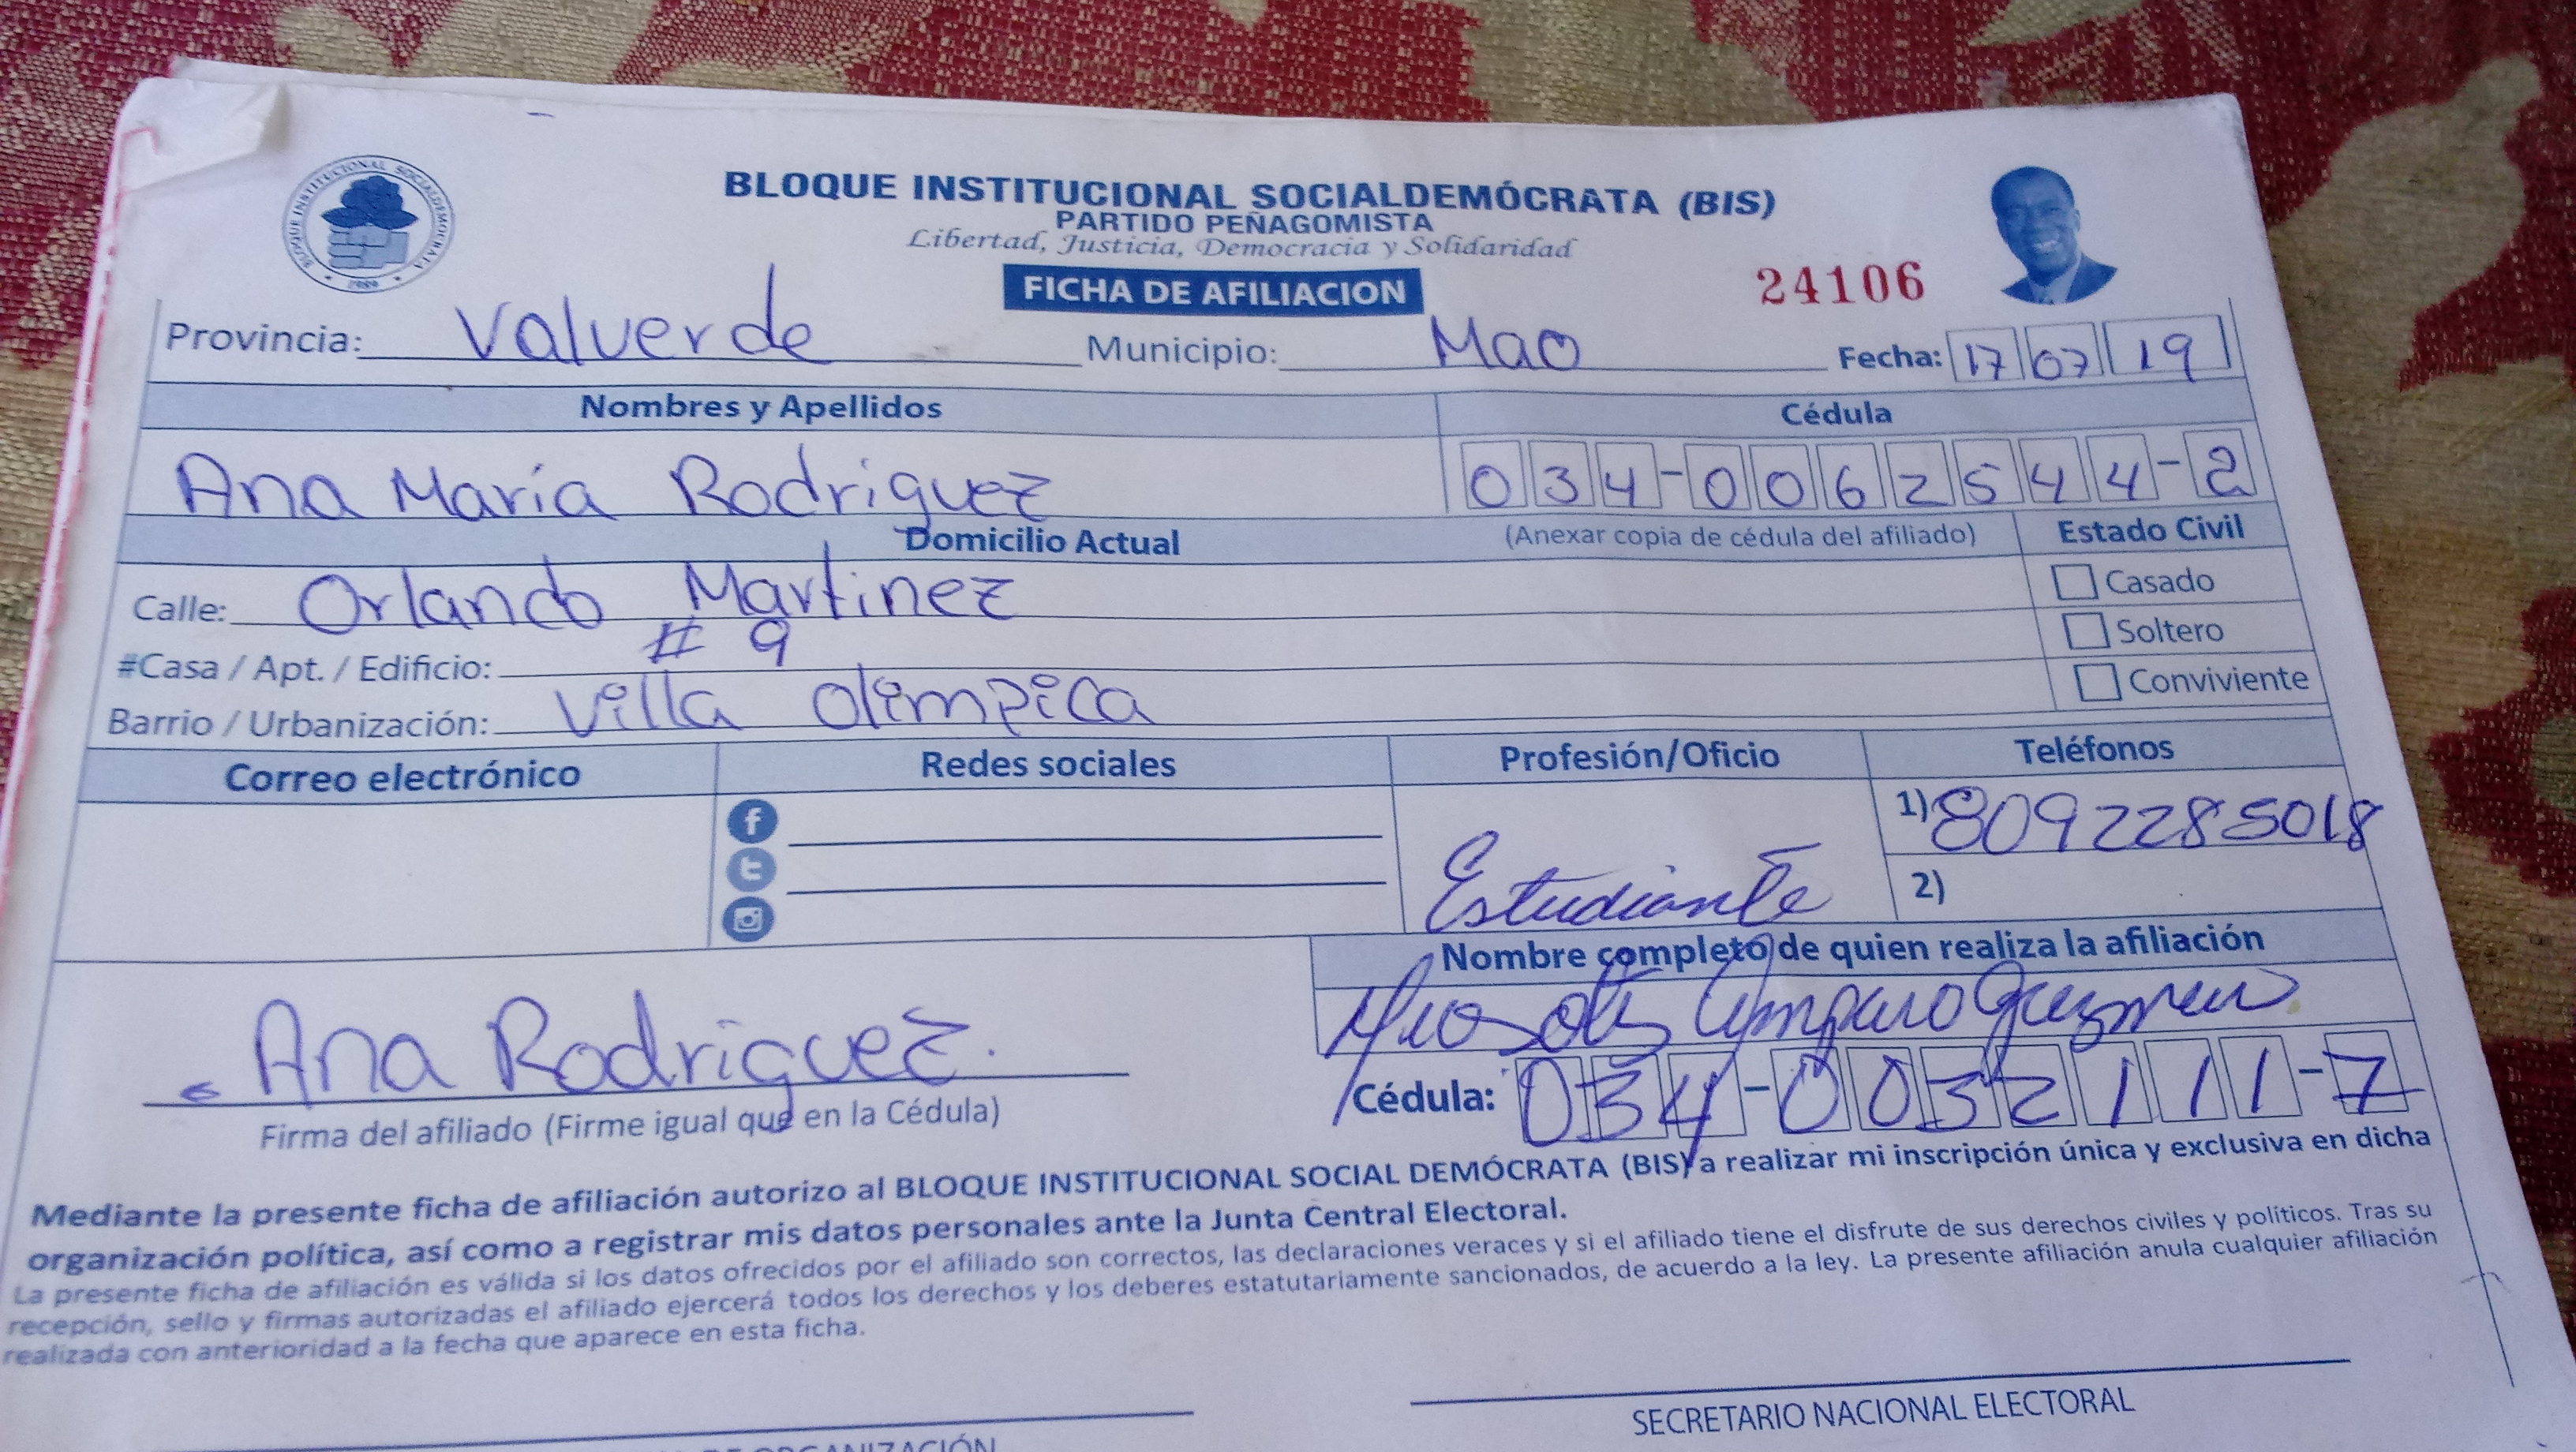 BLOQUE INSTITUCIONAL SOCIALDEMOCRATA
1989
BLOQUE INSTITUCIONAL SOCIALDEMÓCRATA (BIS)
PARTIDO PEÑAGOMISTA
Libertad, Justicia, Democracia y Solidaridad
FICHA DE AFILIACION
24106
Provincia: Valverde Municipio: Mao Fecha: 17 07 19
Nombres y Apellidos Cédula
Ana María Rodriguez 034-0062544-2
Domicilio Actual (Anexar copia de cédula del afiliado) Estado Civil
Calle: Orlando Martinez Casado
#Casa / Apt. / Edificio: # 9 Soltero
Barrio / Urbanización: Villa Olimpica Conviviente
Correo electrónico Redes sociales Profesión/Oficio Teléfonos
1) 8092285018
Estudiante 2)
Nombre completo de quien realiza la afiliación
Amparo Guzman
Ana Rodriguez.
Cédula: 034-0032111-7
Firma del afiliado (Firme igual que en la Cédula)
Mediante la presente ficha de afiliación autorizo al BLOQUE INSTITUCIONAL SOCIAL DEMÓCRATA (BIS) a realizar mi inscripción única y exclusiva en dicha
organización política, así como a registrar mis datos personales ante la Junta Central Electoral.
La presente ficha de afiliación es válida si los datos ofrecidos por el afiliado son correctos, las declaraciones veraces y si el afiliado tiene el disfrute de sus derechos civiles y políticos. Tras su
recepción, sello y firmas autorizadas el afiliado ejercerá todos los derechos y los deberes estatutariamente sancionados, de acuerdo a la ley. La presente afiliación anula cualquier afiliación
realizada con anterioridad a la fecha que aparece en esta ficha.
SECRETARIO NACIONAL ELECTORAL